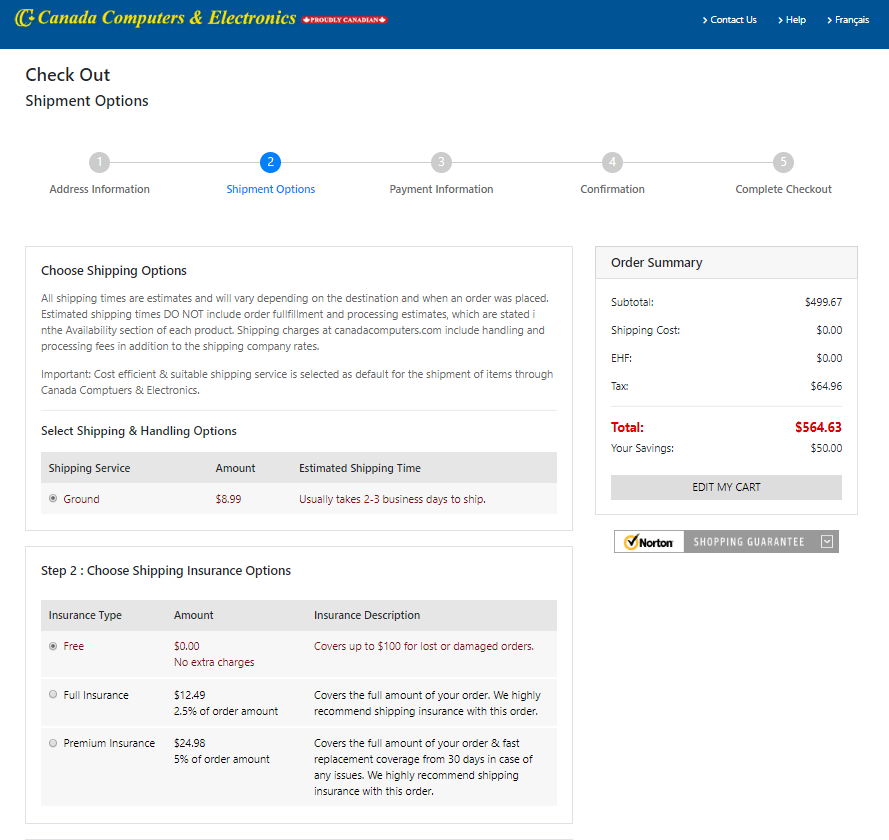 Canada Computers & Electronics PROUDLY CANADIAN
Contact Us Help Français
Check Out
Shipment Options
1 2 3 4 5
Address Information Shipment Options Payment Information Confirmation Complete Checkout
Choose Shipping Options
All shipping times are estimates and will vary depending on the destination and when an order was placed.
Estimated shipping times DO NOT include order fullfillment and processing estimates, which are stated i
nthe Availability section of each product. Shipping charges at canadacomputers.com include handling and
processing fees in addition to the shipping company rates.
Important: Cost efficient & suitable shipping service is selected as default for the shipment of items through
Canada Comptuers & Electronics.
Select Shipping & Handling Options
Shipping Service Amount Estimated Shipping Time
Ground $8.99 Usually takes 2-3 business days to ship.
Step 2 : Choose Shipping Insurance Options
Insurance Type Amount Insurance Description
Free $0.00 Covers up to $100 for lost or damaged orders.
No extra charges
Full Insurance $12.49 Covers the full amount of your order. We highly
2.5% of order amount recommend shipping insurance with this order.
Premium Insurance $24.98 Covers the full amount of your order & fast
5% of order amount replacement coverage from 30 days in case of
any issues. We highly recommend shipping
insurance with this order.
Order Summary
Subtotal: $499.67
Shipping Cost: $0.00
EHF: $0.00
Tax: $64.96
Total: $564.63
Your Savings: $50.00
EDIT MY CART
Norton SHOPPING GUARANTEE